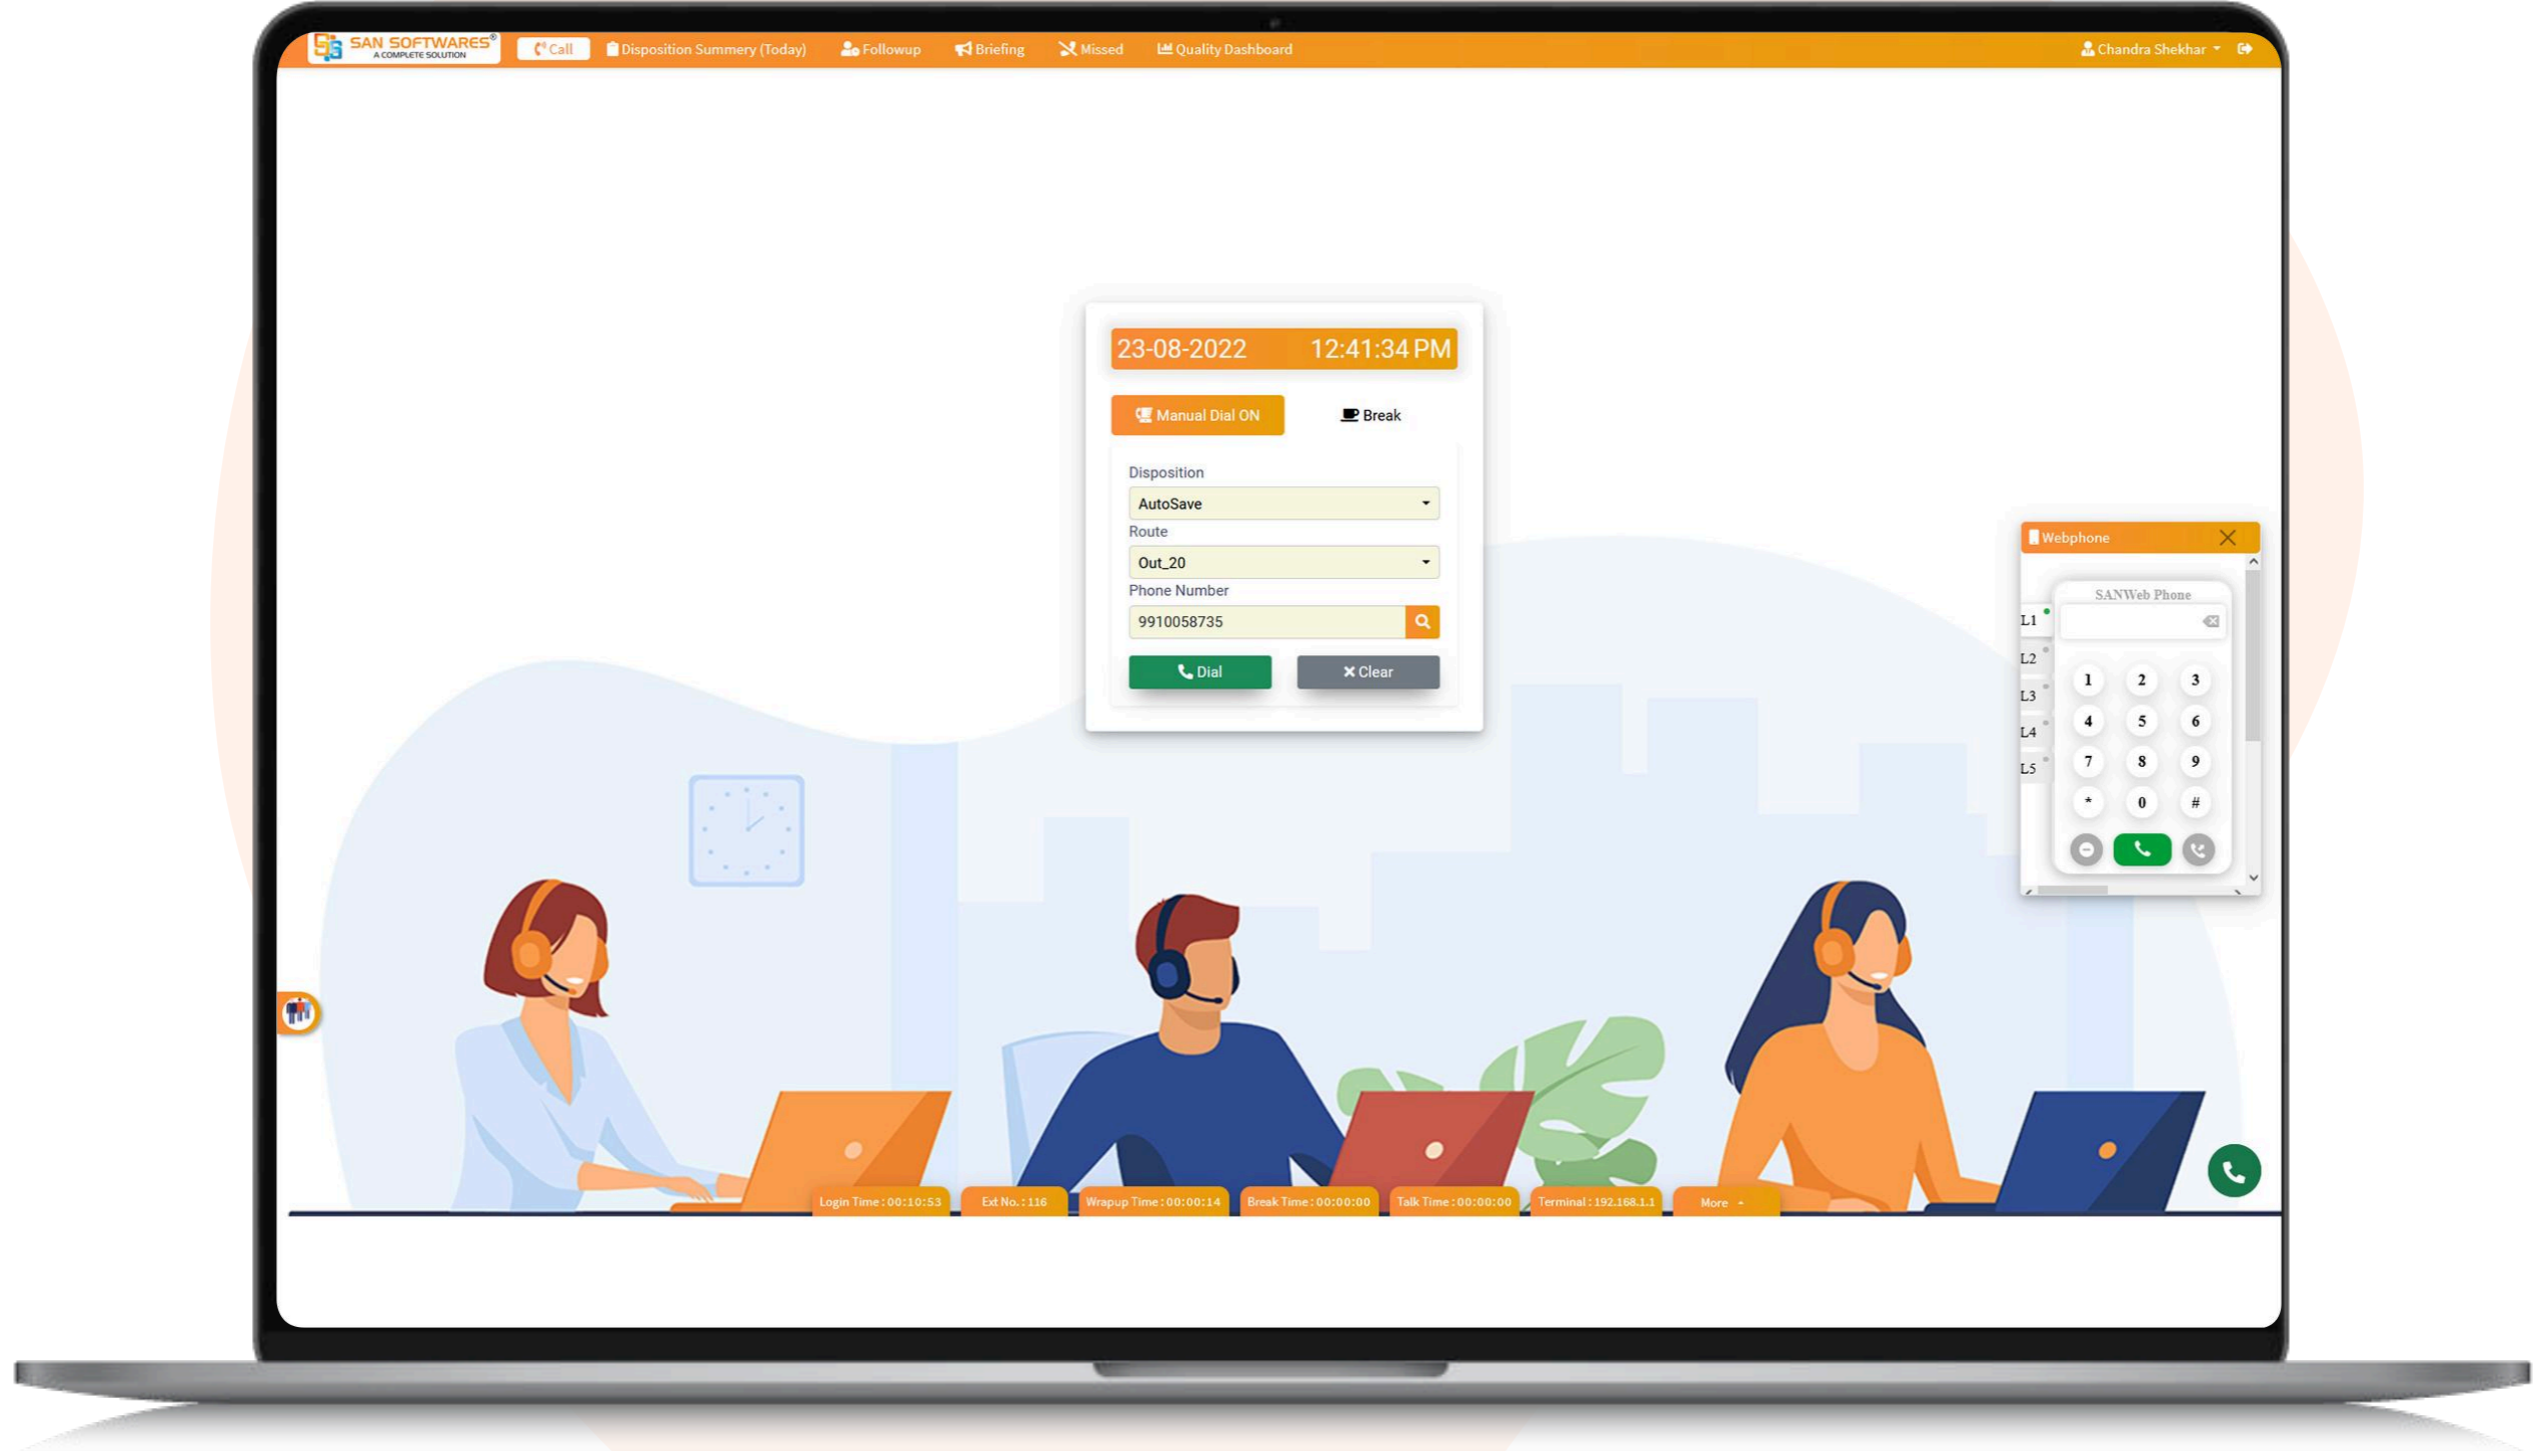 SAN SOFTWARES®
A COMPLETE SOLUTION
Call
Disposition Summery (Today)
Followup
Briefing
Missed
Quality Dashboard
Chandra Shekhar
23-08-2022 12:41:34 PM
Manual Dial ON
Break
Disposition
AutoSave
Route
Out_20
Phone Number
9910058735
Dial
Clear
Webphone
SANWeb Phone
L1
L2
L3
L4
L5
1 2 3
4 5 6
7 8 9
* 0 #
Login Time : 00:10:53
Ext No. : 116
Wrapup Time : 00:00:14
Break Time : 00:00:00
Talk Time : 00:00:00
Terminal : 192.168.1.1
More